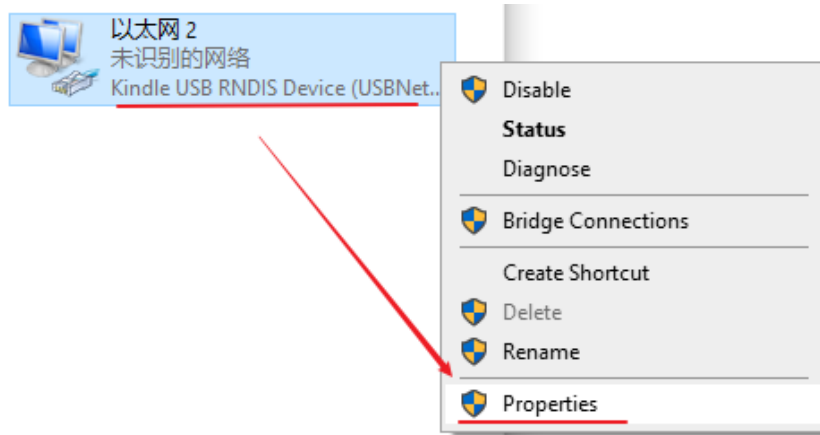 以太网 2
未识别的网络
Kindle USB RNDIS Device (USBNet...
Disable
Status
Diagnose
Bridge Connections
Create Shortcut
Delete
Rename
Properties